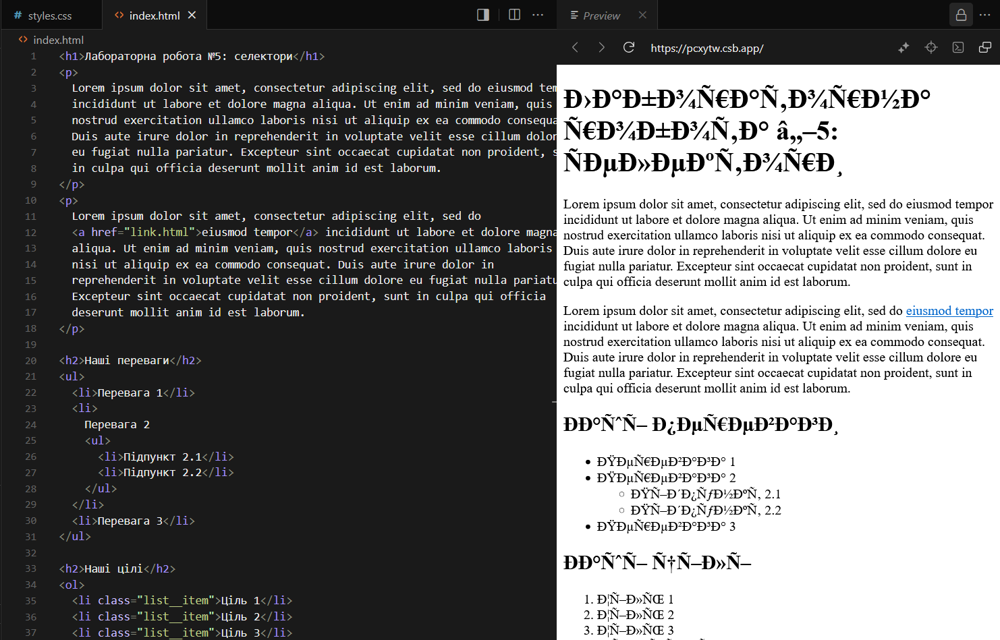 styles.css
index.html
Preview
index.html
https://pcxytw.csb.app/
1 <h1>Лабораторна робота №5: селектори</h1>
2 <p>
3 Lorem ipsum dolor sit amet, consectetur adipiscing elit, sed do eiusmod tem
4 incididunt ut labore et dolore magna aliqua. Ut enim ad minim veniam, quis
5 nostrud exercitation ullamco laboris nisi ut aliquip ex ea commodo consequa
6 Duis aute irure dolor in reprehenderit in voluptate velit esse cillum dolor
7 eu fugiat nulla pariatur. Excepteur sint occaecat cupidatat non proident, s
8 in culpa qui officia deserunt mollit anim id est laborum.
9 </p>
10 <p>
11 Lorem ipsum dolor sit amet, consectetur adipiscing elit, sed do
12 <a href="link.html">eiusmod tempor</a> incididunt ut labore et dolore magna
13 aliqua. Ut enim ad minim veniam, quis nostrud exercitation ullamco laboris
14 nisi ut aliquip ex ea commodo consequat. Duis aute irure dolor in
15 reprehenderit in voluptate velit esse cillum dolore eu fugiat nulla pariatu
16 Excepteur sint occaecat cupidatat non proident, sunt in culpa qui officia
17 deserunt mollit anim id est laborum.
18 </p>
19
20 <h2>Наші переваги</h2>
21 <ul>
22 <li>Перевага 1</li>
23 <li>
24 Перевага 2
25 <ul>
26 <li>Підпункт 2.1</li>
27 <li>Підпункт 2.2</li>
28 </ul>
29 </li>
30 <li>Перевага 3</li>
31 </ul>
32
33 <h2>Наші цілі</h2>
34 <ol>
35 <li class="list__item">Ціль 1</li>
36 <li class="list__item">Ціль 2</li>
37 <li class="list__item">Ціль 3</li>
Ð›Ð°Ð±Ð¾Ñ€Ð°Ñ‚Ð¾Ñ€Ð½Ð°
Ñ€Ð¾Ð±Ð¾Ñ‚Ð° â„–5:
ÑÐµÐ»ÐµÐºÑ‚Ð¾Ñ€Ð¸
Lorem ipsum dolor sit amet, consectetur adipiscing elit, sed do eiusmod tempor
incididunt ut labore et dolore magna aliqua. Ut enim ad minim veniam, quis
nostrud exercitation ullamco laboris nisi ut aliquip ex ea commodo consequat.
Duis aute irure dolor in reprehenderit in voluptate velit esse cillum dolore eu
fugiat nulla pariatur. Excepteur sint occaecat cupidatat non proident, sunt in
culpa qui officia deserunt mollit anim id est laborum.
Lorem ipsum dolor sit amet, consectetur adipiscing elit, sed do eiusmod tempor
incididunt ut labore et dolore magna aliqua. Ut enim ad minim veniam, quis
nostrud exercitation ullamco laboris nisi ut aliquip ex ea commodo consequat.
Duis aute irure dolor in reprehenderit in voluptate velit esse cillum dolore eu
fugiat nulla pariatur. Excepteur sint occaecat cupidatat non proident, sunt in
culpa qui officia deserunt mollit anim id est laborum.
ÐÐ°ÑˆÑ– Ð¿ÐµÑ€ÐµÐ²Ð°Ð³Ð¸
• ÐŸÐµÑ€ÐµÐ²Ð°Ð³Ð° 1
• ÐŸÐµÑ€ÐµÐ²Ð°Ð³Ð° 2
○ ÐŸÑ–Ð´Ð¿ÑƒÐ½ÐºÑ‚ 2.1
○ ÐŸÑ–Ð´Ð¿ÑƒÐ½ÐºÑ‚ 2.2
• ÐŸÐµÑ€ÐµÐ²Ð°Ð³Ð° 3
ÐÐ°ÑˆÑ– Ñ†Ñ–Ð»Ñ–
1. Ð¦Ñ–Ð»ÑŒ 1
2. Ð¦Ñ–Ð»ÑŒ 2
3. Ð¦Ñ–Ð»ÑŒ 3